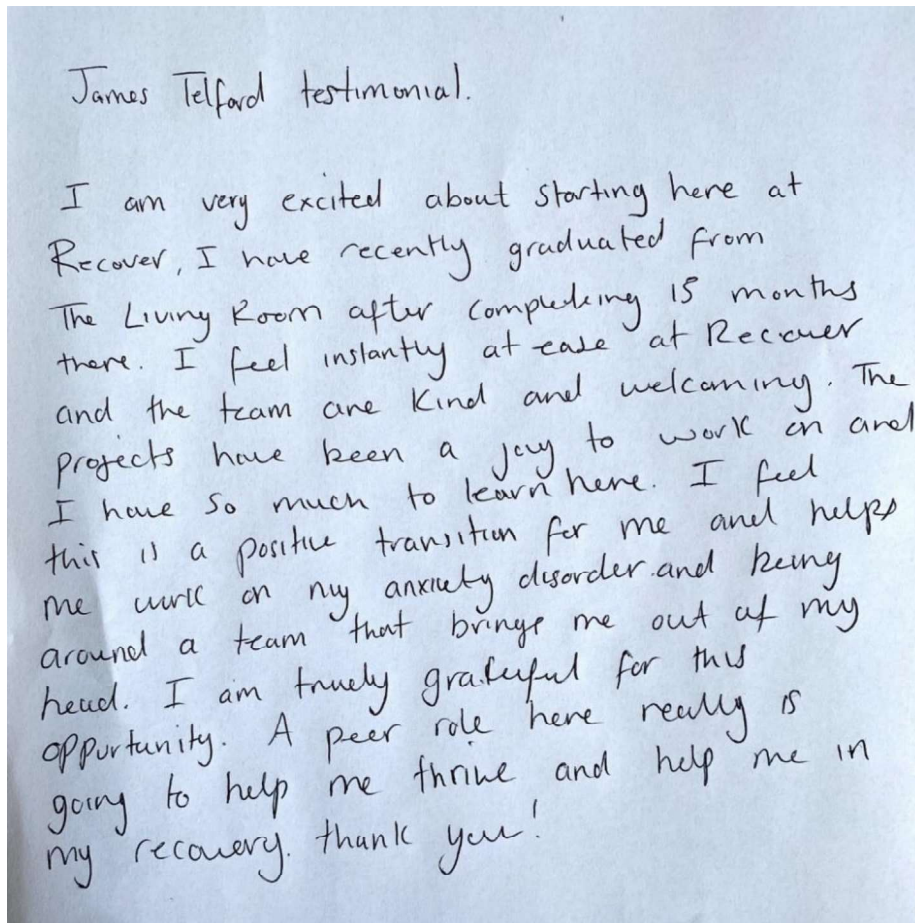 James Telford testimonial.
I am very excited about starting here at
Recover, I have recently graduated from
The Living Room after compleking 15 months
there. I feel instantly at ease at Recover
and the team are kind and welcoming. The
projects have been a joy to work on and
I have so much to learn here. I feel
this is a positive transition for me and helps
me work on my anxiety disorder.and being
around a team that brings me out of my
head. I am truely grateful for this
oppurtunity. A peer role here really is
going to help me thrive and help me in
my recovery. thank you!